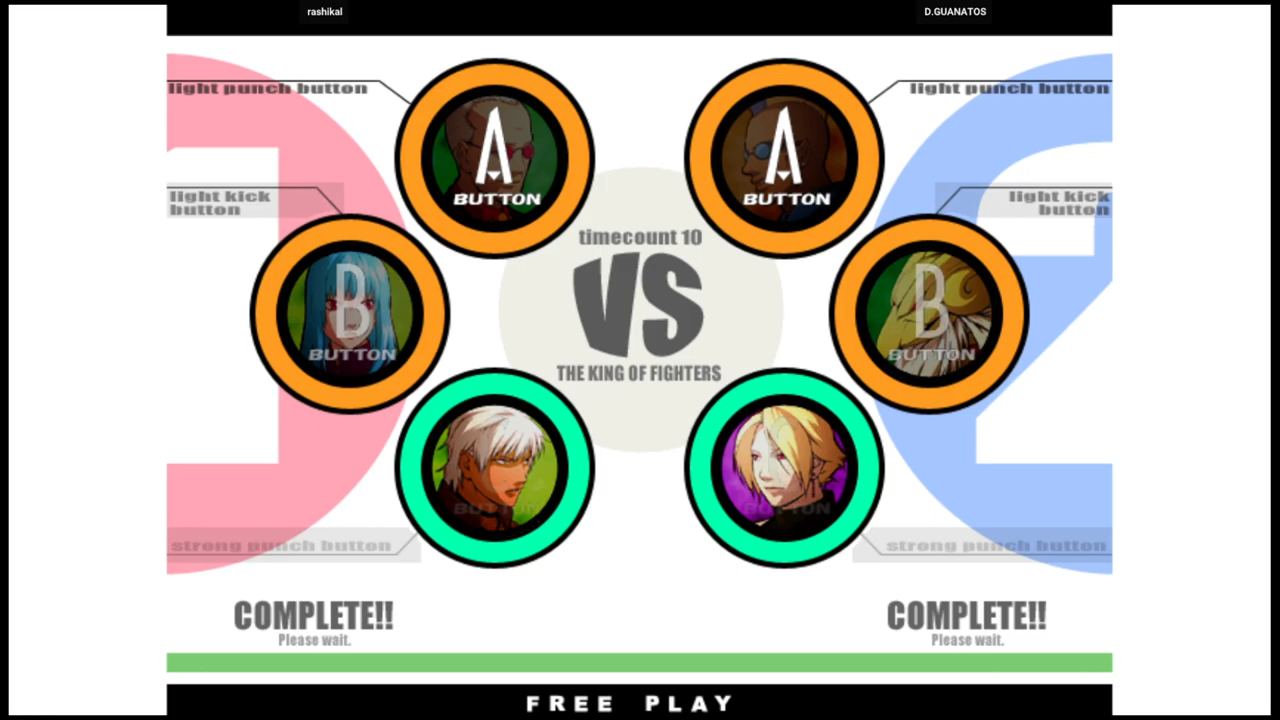 rashikal
D.GUANATOS
light punch button
light punch button
A
BUTTON
A
BUTTON
light kick
button
light kick
button
timecount 10
VS
THE KING OF FIGHTERS
B
BUTTON
B
BUTTON
BUTTON
BUTTON
strong punch button
strong punch button
COMPLETE!!
Please wait.
COMPLETE!!
Please wait.
FREE PLAY